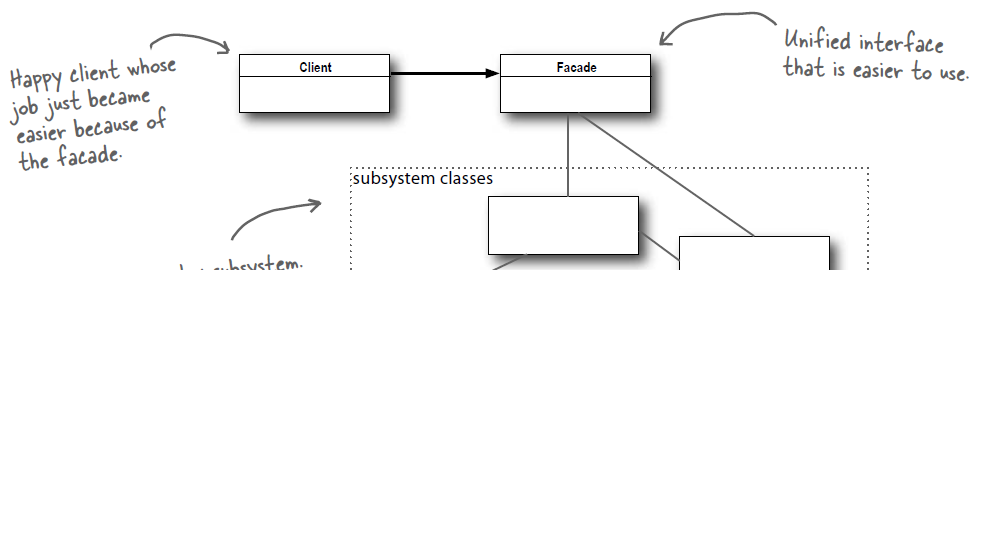 Client
Facade
Happy client whose
job just became
easier because of
the facade.
Unified interface
that is easier to use.
subsystem classes
subsystem.